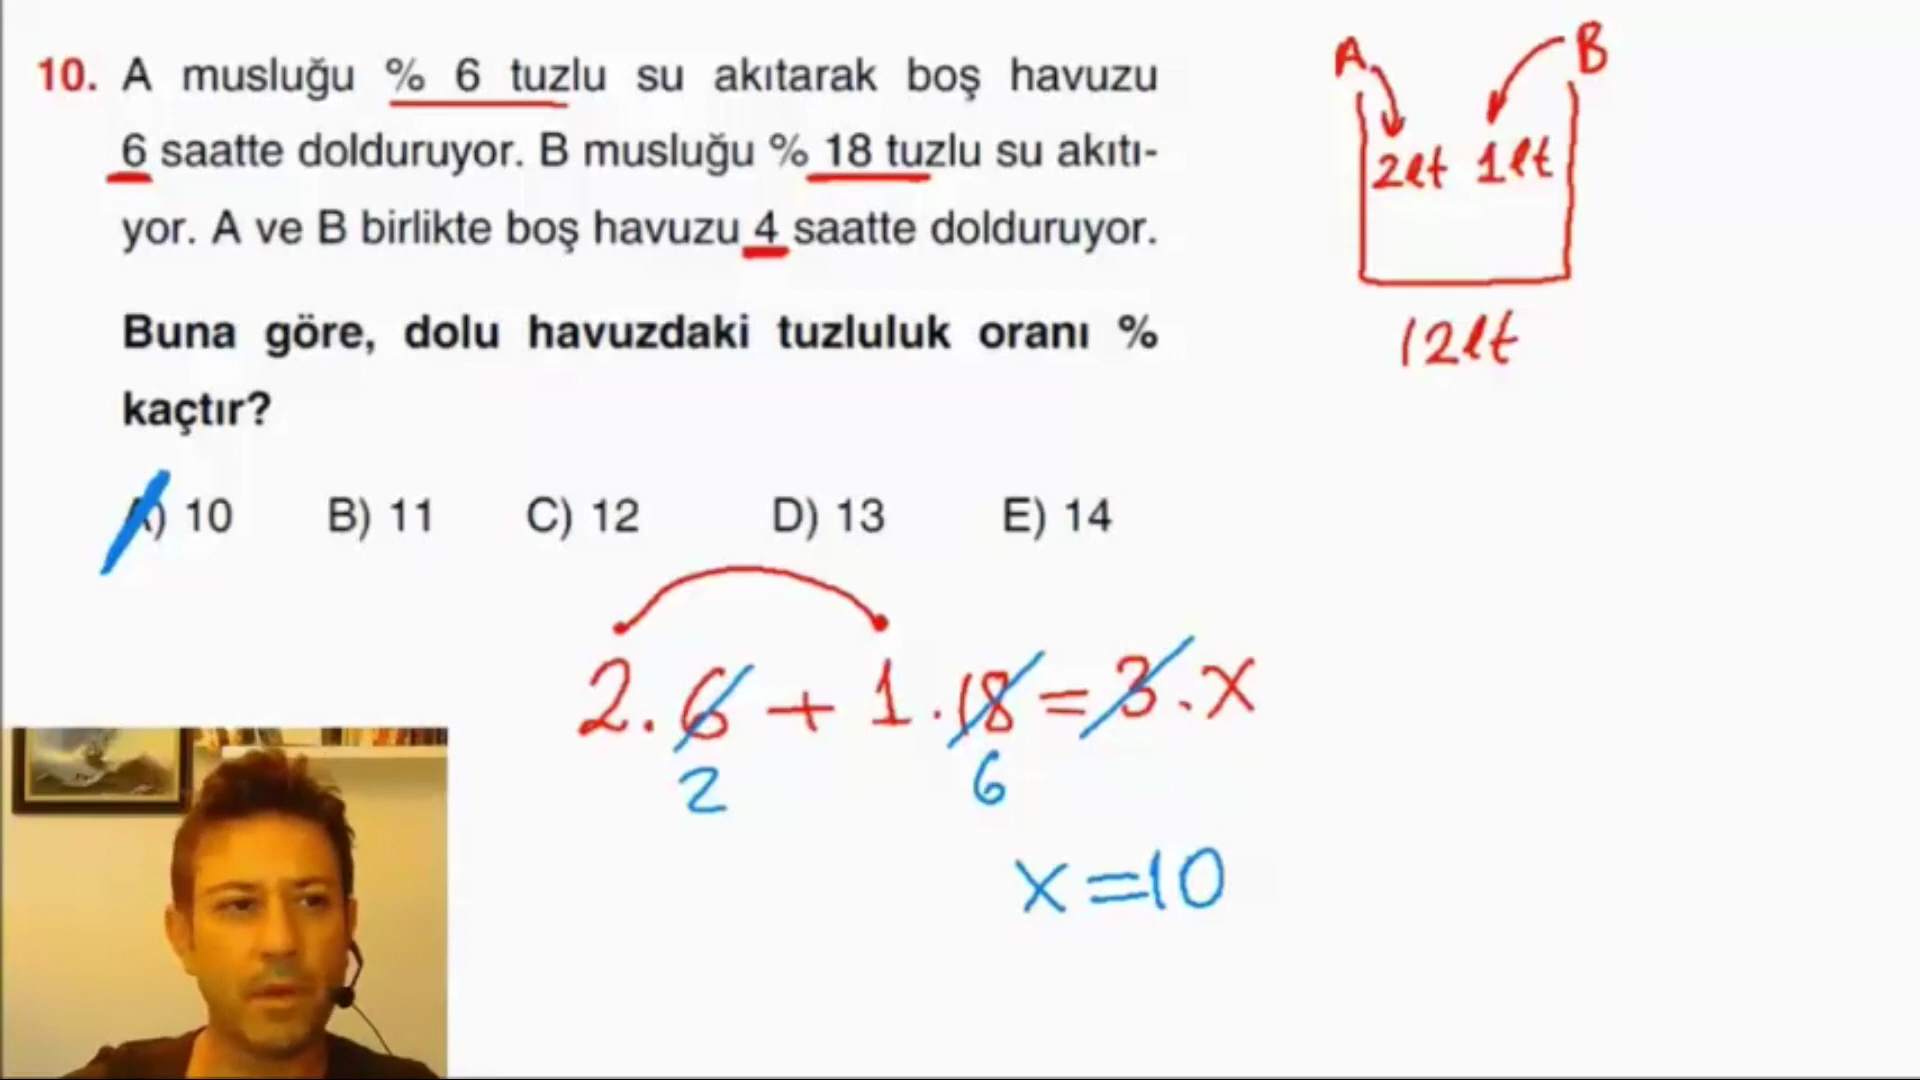 10. A musluğu % 6 tuzlu su akıtarak boş havuzu
6 saatte dolduruyor. B musluğu % 18 tuzlu su akıtı-
yor. A ve B birlikte boş havuzu 4 saatte dolduruyor.
Buna göre, dolu havuzdaki tuzluluk oranı %
kaçtır?
A) 10 B) 11 C) 12 D) 13 E) 14
A B
2lt 1lt
12lt
2.6 + 1.18 = 3.x
2 6
x=10